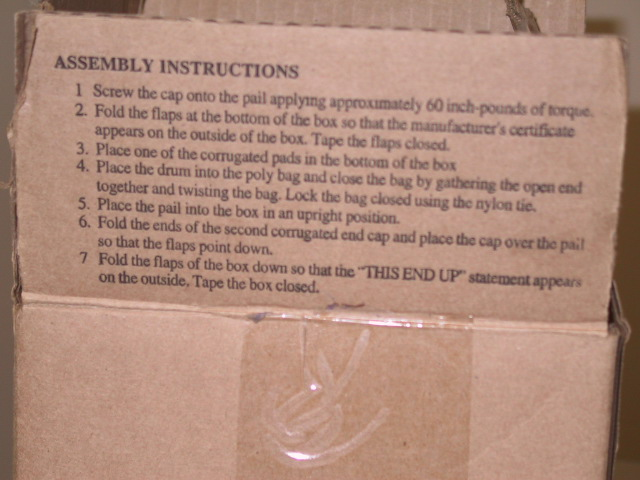 ASSEMBLY INSTRUCTIONS
1 Screw the cap onto the pail applying approximately 60 inch-pounds of torque.
2. Fold the flaps at the bottom of the box so that the manufacturer's certificate
appears on the outside of the box. Tape the flaps closed.
3. Place one of the corrugated pads in the bottom of the box
4. Place the drum into the poly bag and close the bag by gathering the open end
together and twisting the bag. Lock the bag closed using the nylon tie.
5. Place the pail into the box in an upright position.
6. Fold the ends of the second corrugated end cap and place the cap over the pail
so that the flaps point down.
7 Fold the flaps of the box down so that the "THIS END UP" statement appears
on the outside. Tape the box closed.